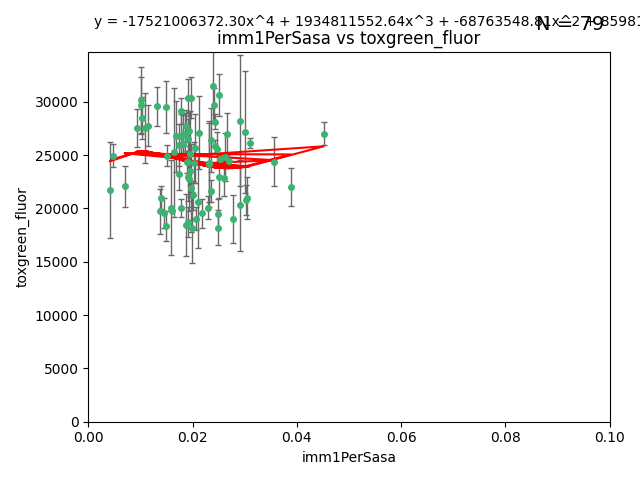 y = -17521006372.30x^4 + 1934811552.64x^3 + -68763548.81x^2 +
N = 79
imm1PerSasa vs toxgreen_fluor
30000
25000
20000
15000
10000
5000
0
toxgreen_fluor
0.00 0.02 0.04 0.06 0.08 0.10
imm1PerSasa